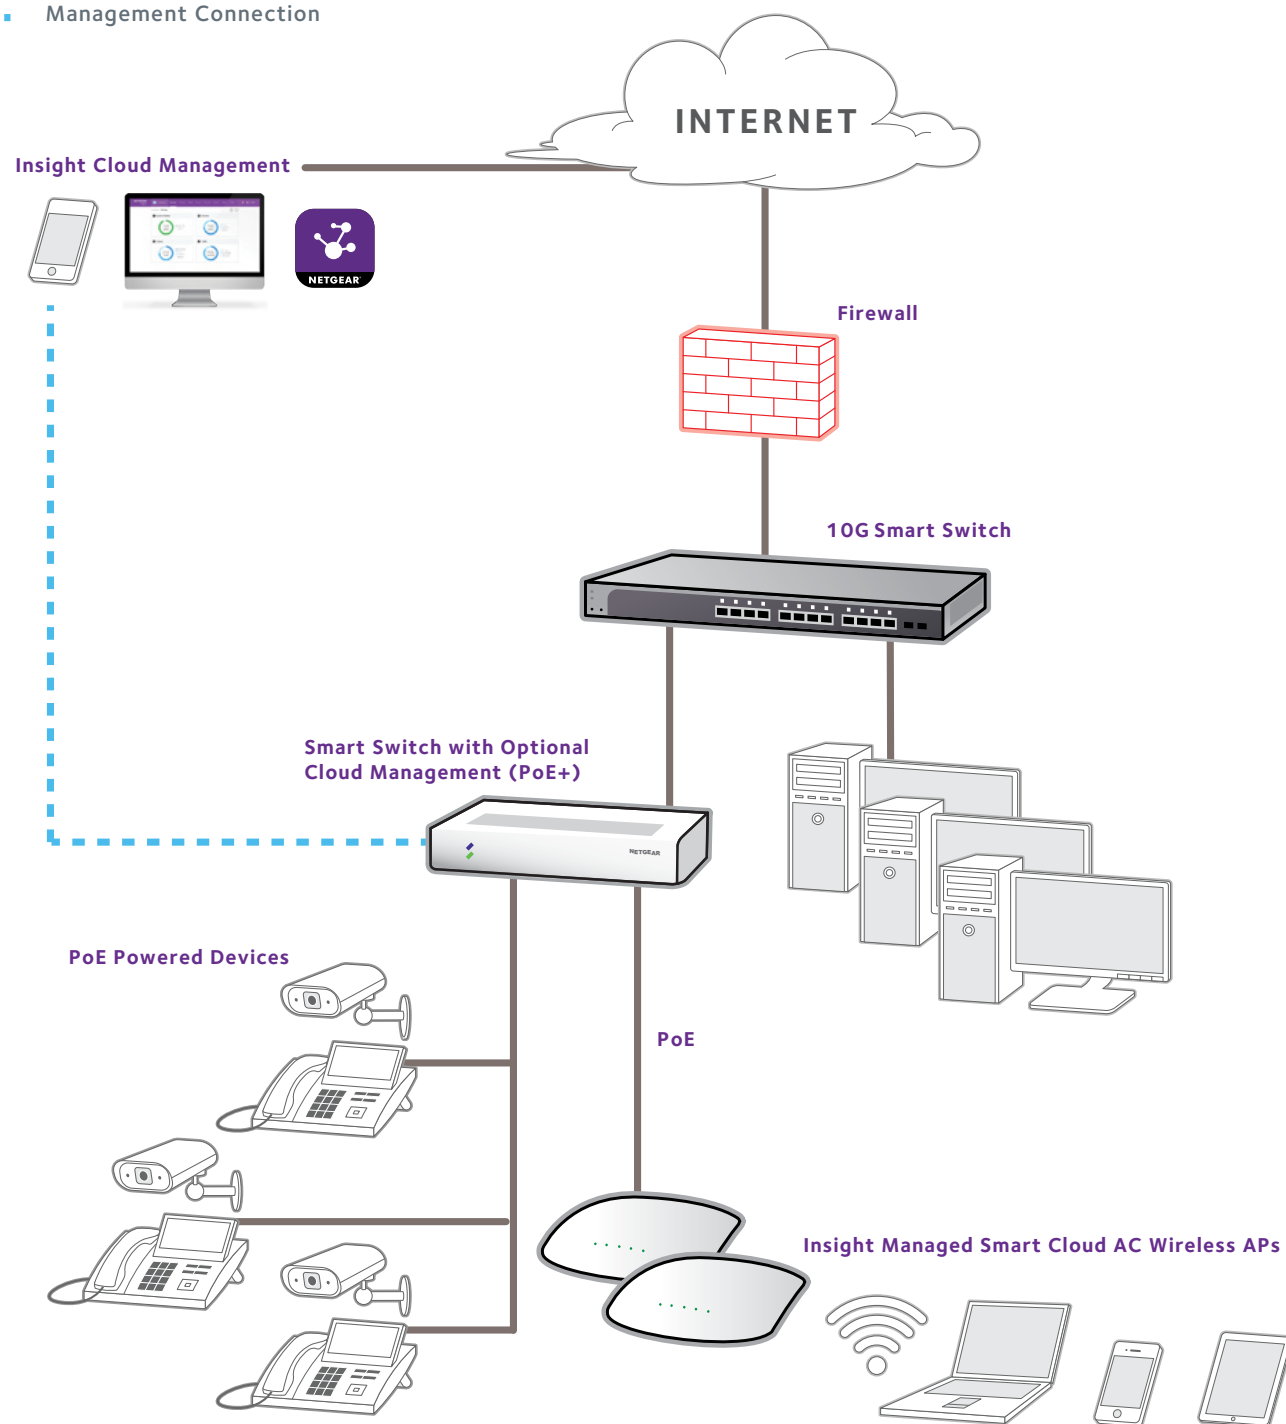 Management Connection
INTERNET
Insight Cloud Management
NETGEAR
Firewall
10G Smart Switch
Smart Switch with Optional
Cloud Management (PoE+)
NETGEAR
PoE Powered Devices
PoE
Insight Managed Smart Cloud AC Wireless APs